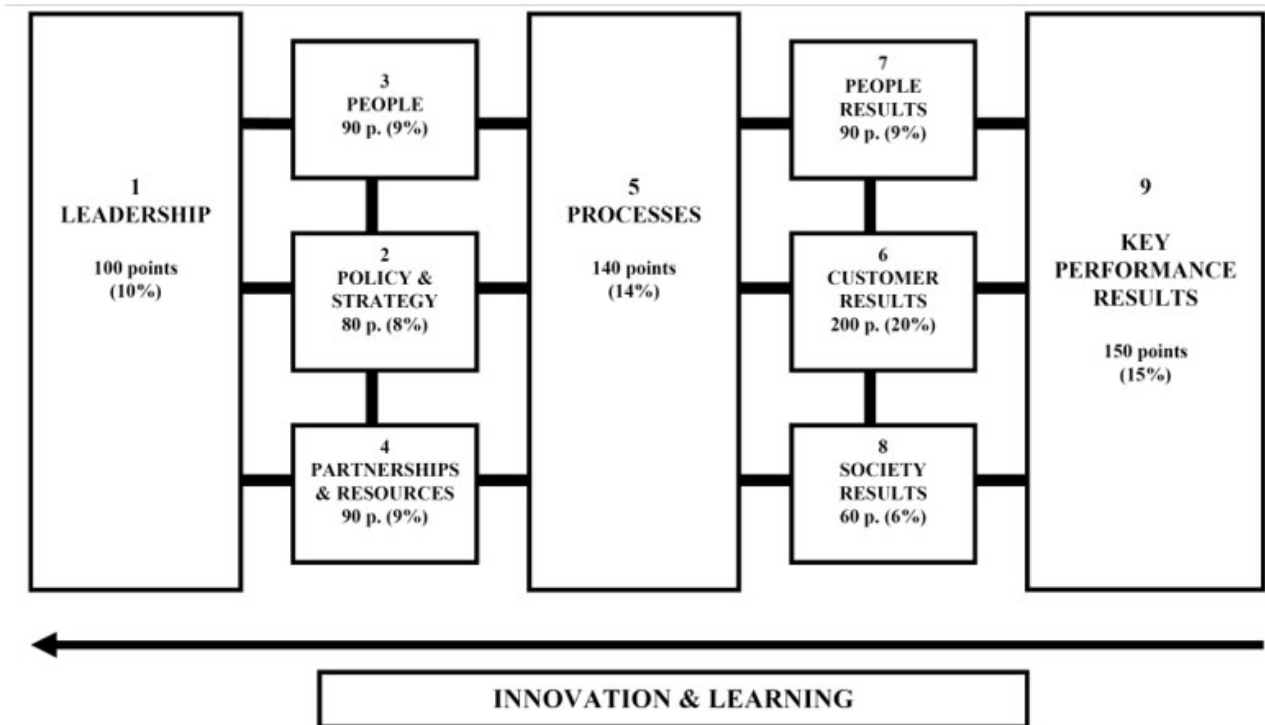 1
LEADERSHIP
100 points
(10%)
3
PEOPLE
90 p. (9%)
2
POLICY &
STRATEGY
80 p. (8%)
4
PARTNERSHIPS
& RESOURCES
90 p. (9%)
5
PROCESSES
140 points
(14%)
7
PEOPLE
RESULTS
90 p. (9%)
6
CUSTOMER
RESULTS
200 p. (20%)
8
SOCIETY
RESULTS
60 p. (6%)
9
KEY
PERFORMANCE
RESULTS
150 points
(15%)
INNOVATION & LEARNING